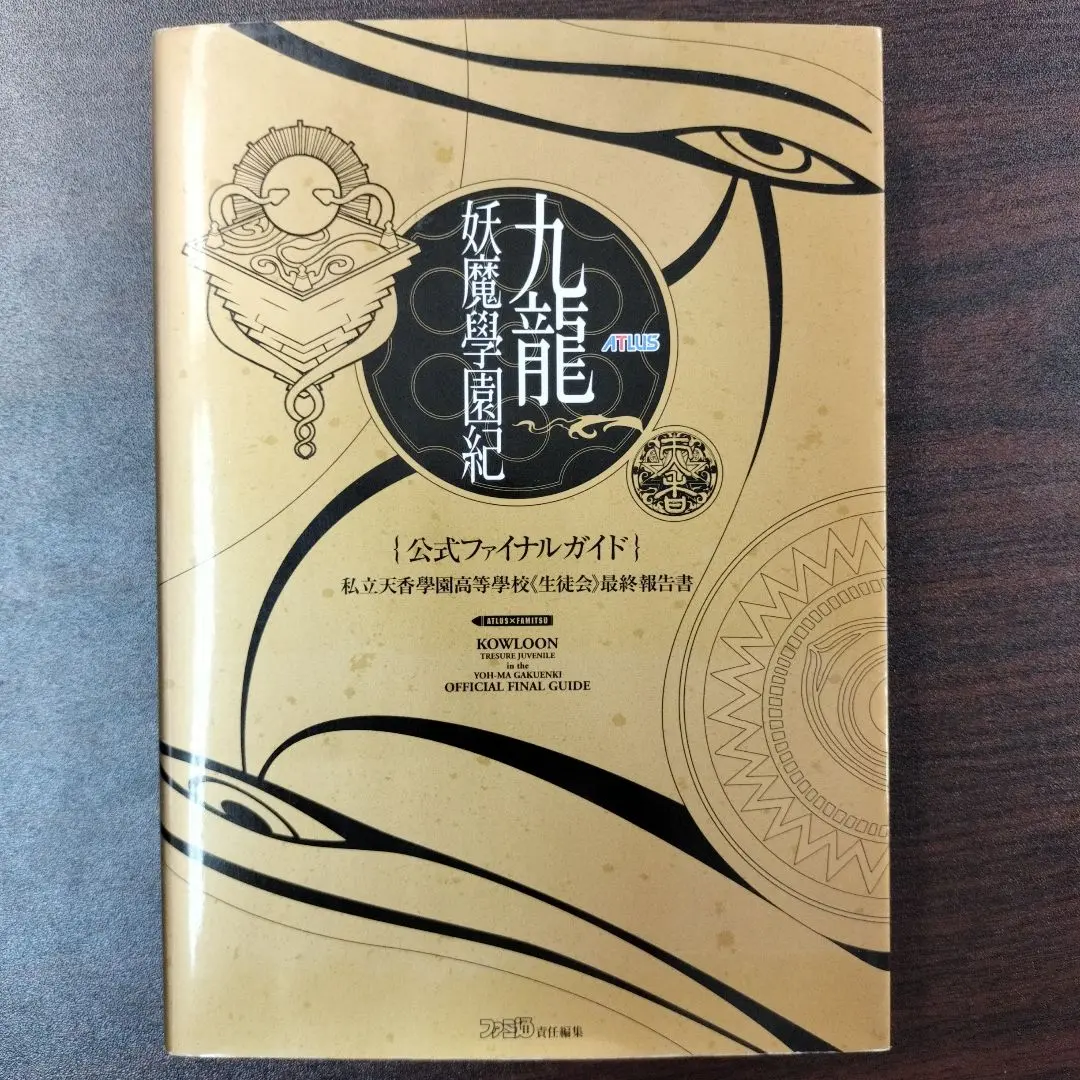 九龍
妖魔學園紀
ATLUS
天香
{公式ファイナルガイド}
私立天香學園高等學校《生徒会》最終報告書
ATLUS×FAMITSU
KOWLOON
TRESURE JUVENILE
in the
YOH-MA GAKUENKI
OFFICIAL FINAL GUIDE
ファミ通責任編集